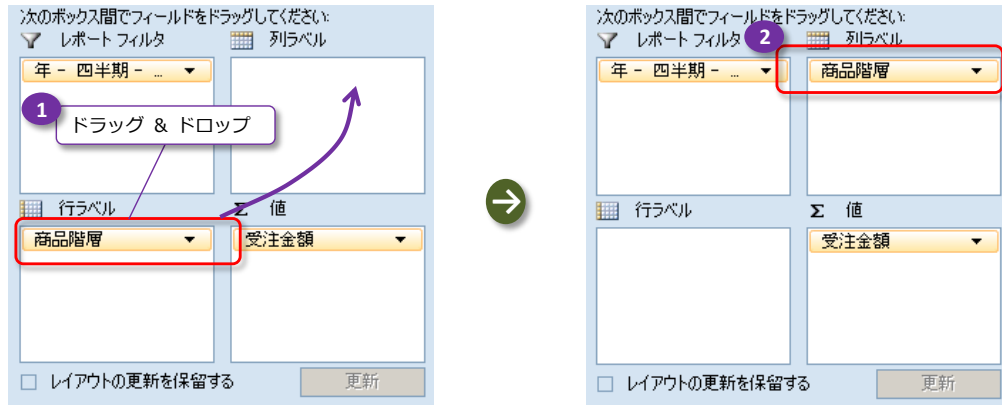 次のボックス間でフィールドをドラッグしてください:
レポート フィルタ
列ラベル
年 - 四半期 - ...
1
ドラッグ & ドロップ
行ラベル
Σ 値
商品階層
受注金額
レイアウトの更新を保留する
更新
次のボックス間でフィールドをドラッグしてください:
レポート フィルタ
2
列ラベル
年 - 四半期 - ...
商品階層
行ラベル
Σ 値
受注金額
レイアウトの更新を保留する
更新